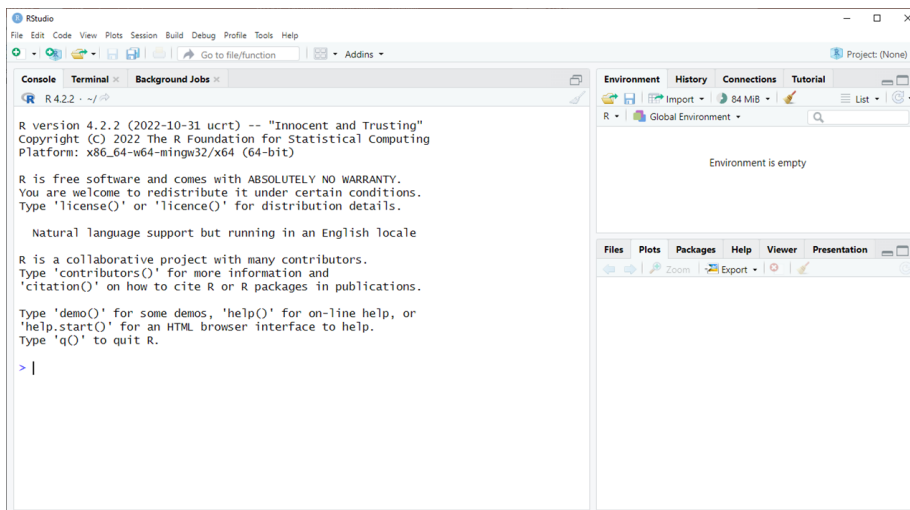 RStudio
File Edit Code View Plots Session Build Debug Profile Tools Help
Go to file/function Addins Project: (None)
Console Terminal Background Jobs
R 4.2.2 · ~/
R version 4.2.2 (2022-10-31 ucrt) -- "Innocent and Trusting"
Copyright (C) 2022 The R Foundation for Statistical Computing
Platform: x86_64-w64-mingw32/x64 (64-bit)
R is free software and comes with ABSOLUTELY NO WARRANTY.
You are welcome to redistribute it under certain conditions.
Type 'license()' or 'licence()' for distribution details.
Natural language support but running in an English locale
R is a collaborative project with many contributors.
Type 'contributors()' for more information and
'citation()' on how to cite R or R packages in publications.
Type 'demo()' for some demos, 'help()' for on-line help, or
'help.start()' for an HTML browser interface to help.
Type 'q()' to quit R.
>
Environment History Connections Tutorial
Import 84 MiB List
R Global Environment
Environment is empty
Files Plots Packages Help Viewer Presentation
Zoom Export